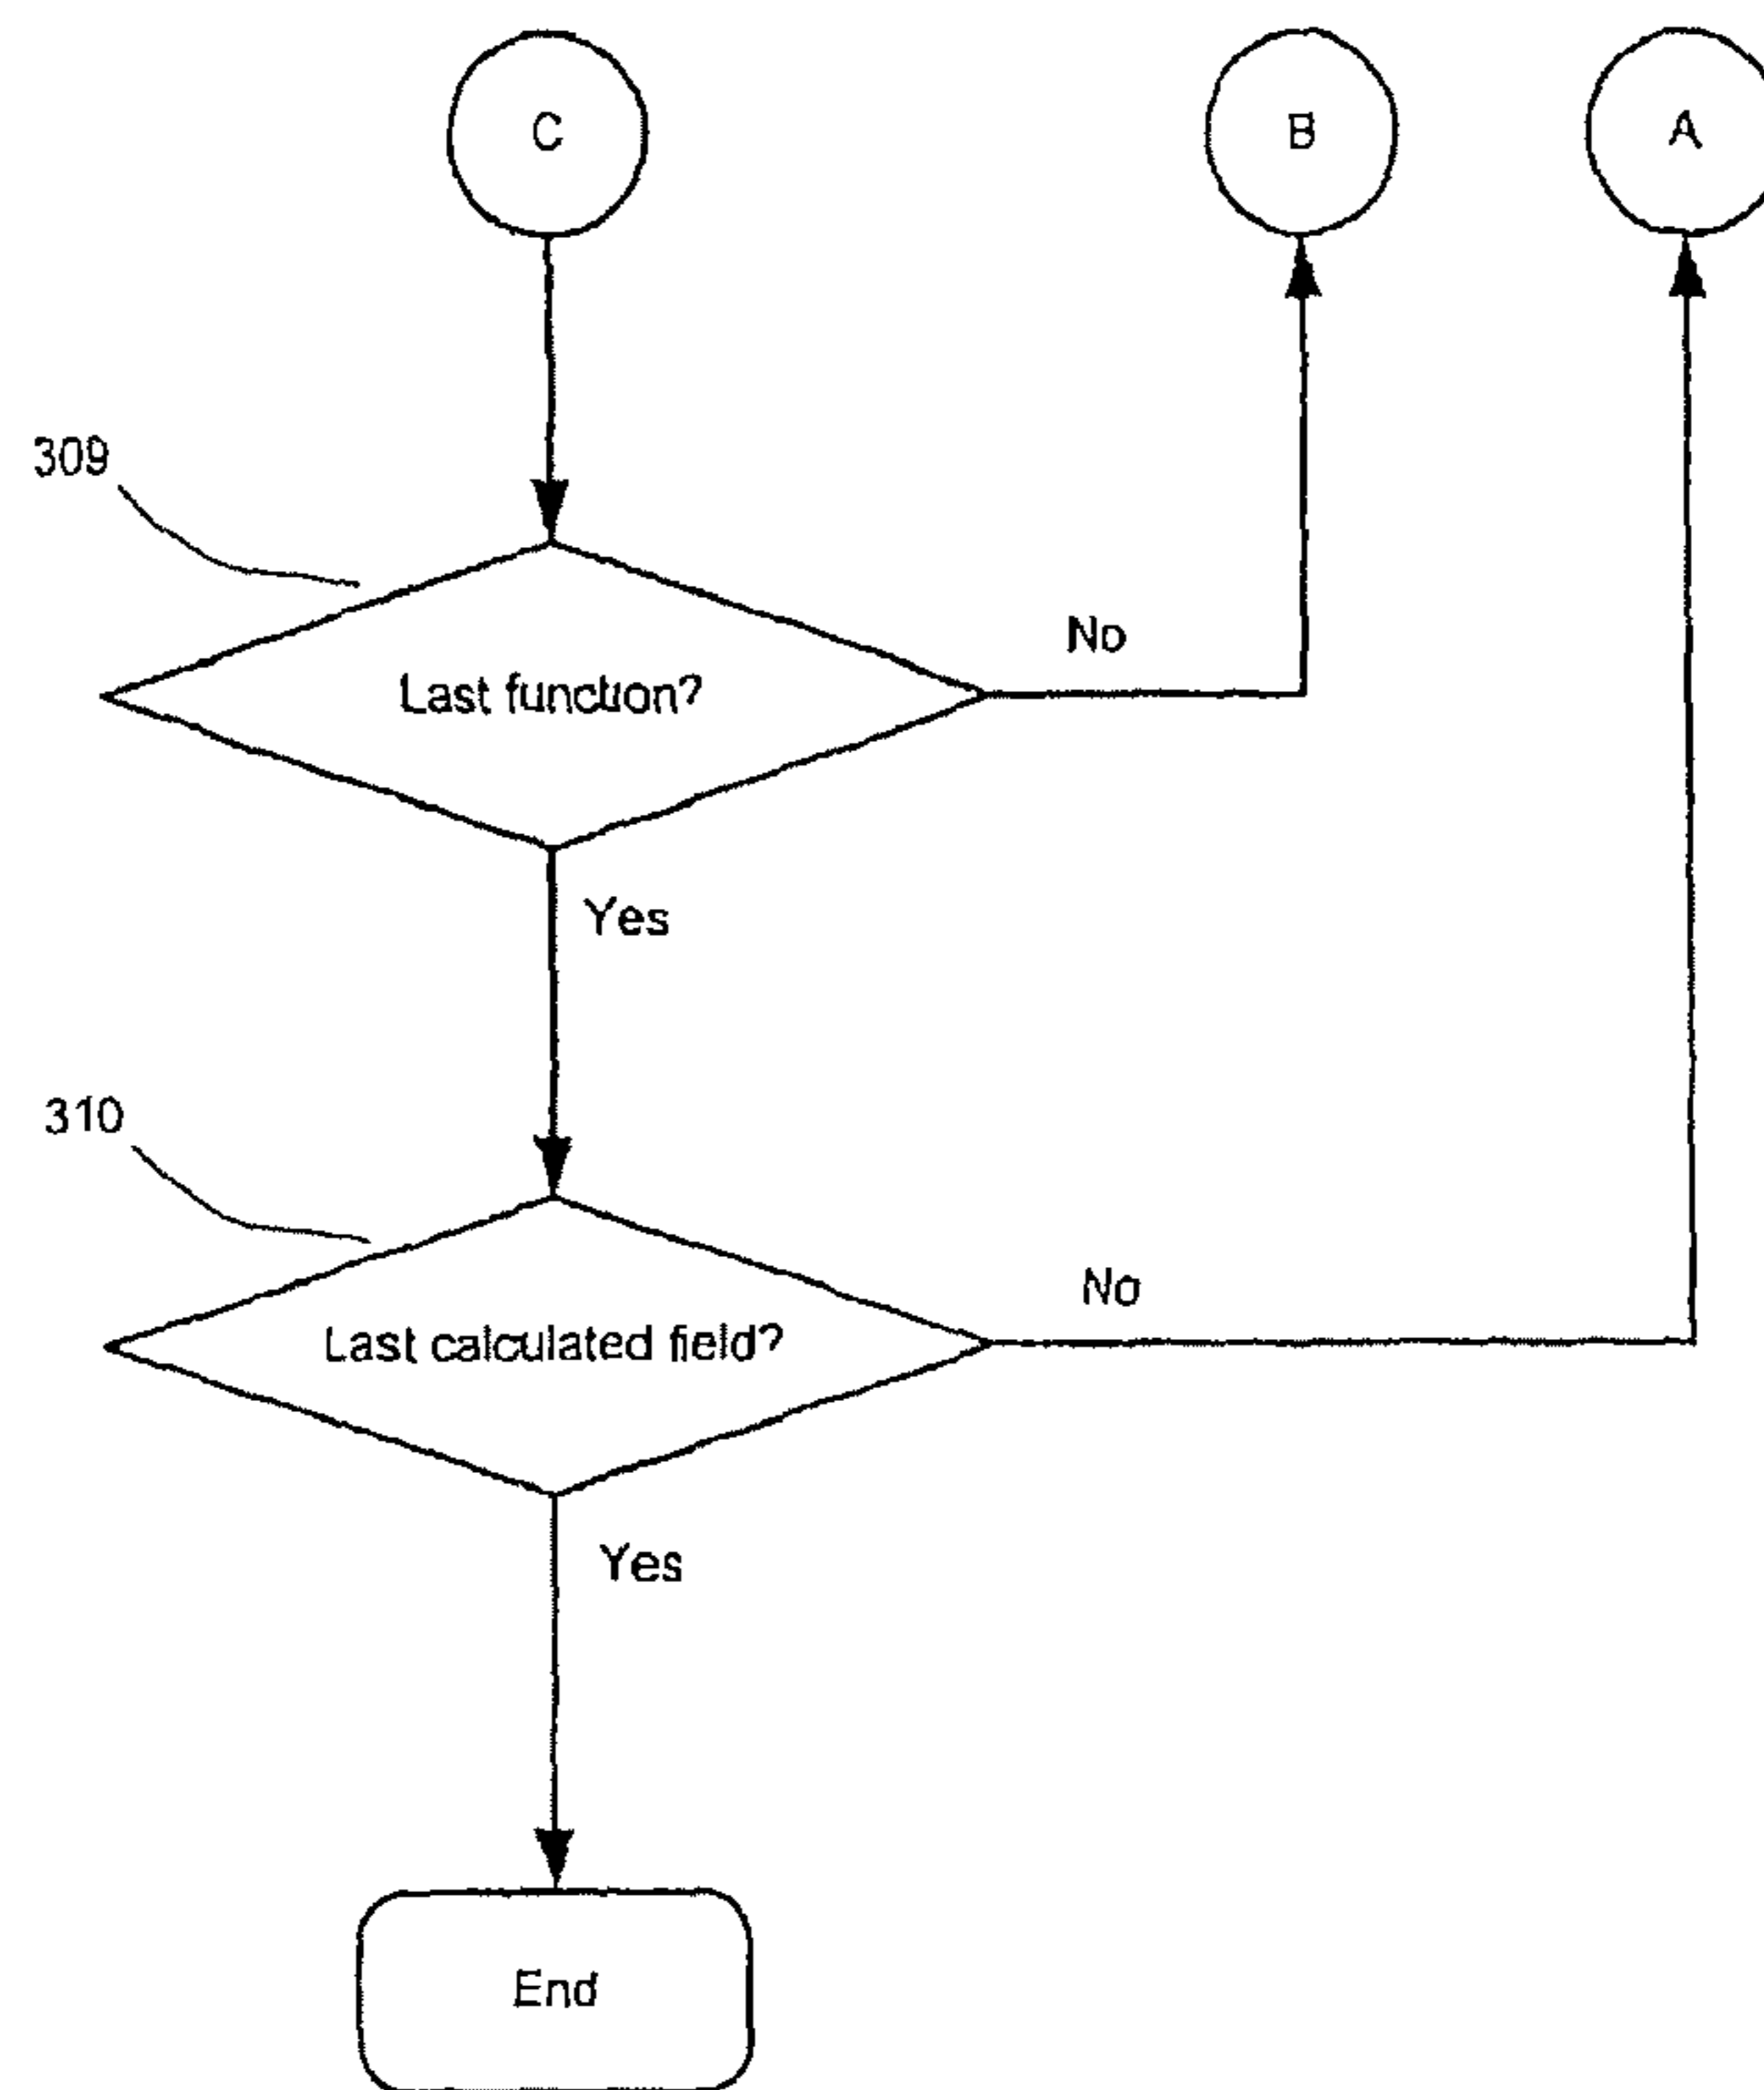 C
B
A
309
No
Last function?
Yes
310
No
Last calculated field?
Yes
End